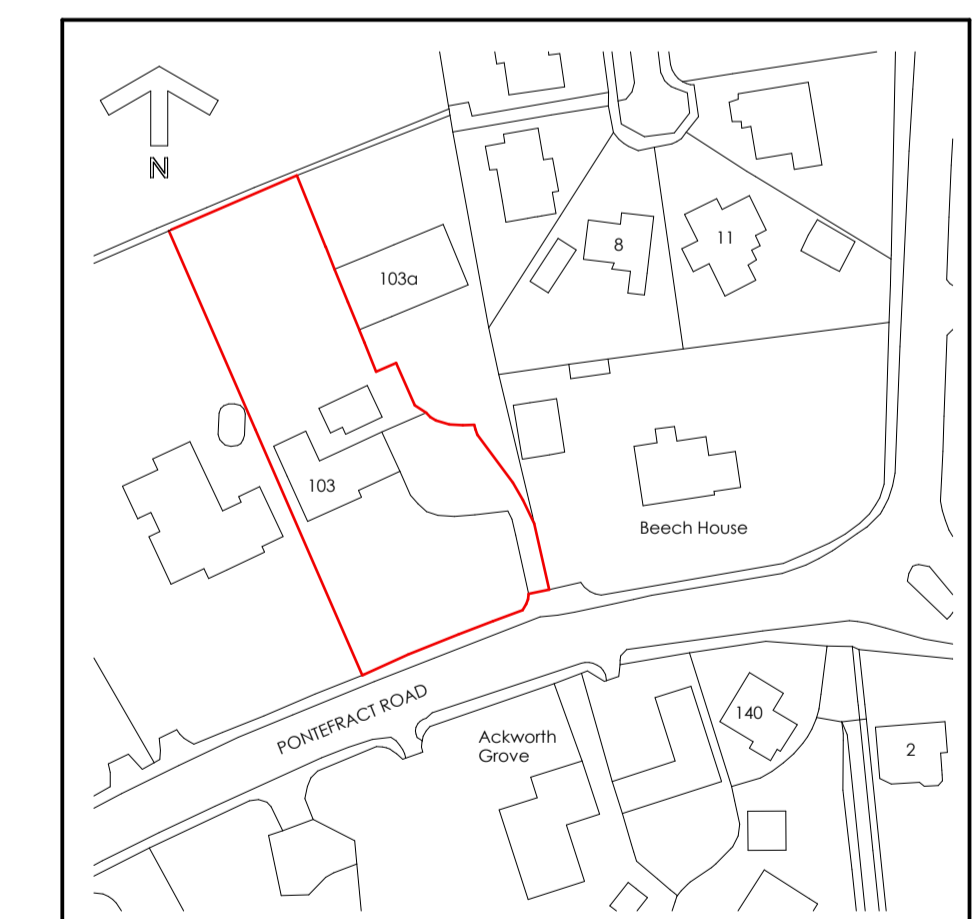 N
103a
8
11
103
Beech House
PONTEFRACT ROAD
Ackworth
Grove
140
2